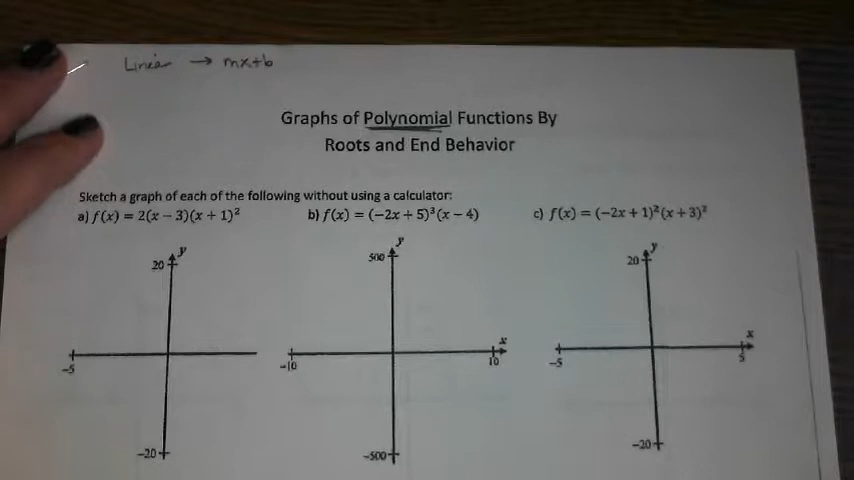 Linear → mx+b
Graphs of Polynomial Functions By
Roots and End Behavior
Sketch a graph of each of the following without using a calculator:
a) f(x) = 2(x − 3)(x + 1)² b) f(x) = (−2x + 5)³(x − 4) c) f(x) = (−2x + 1)²(x + 3)²
y y y
20 500 20
x x
-5 -10 10 -5 5
-20 -500 -20